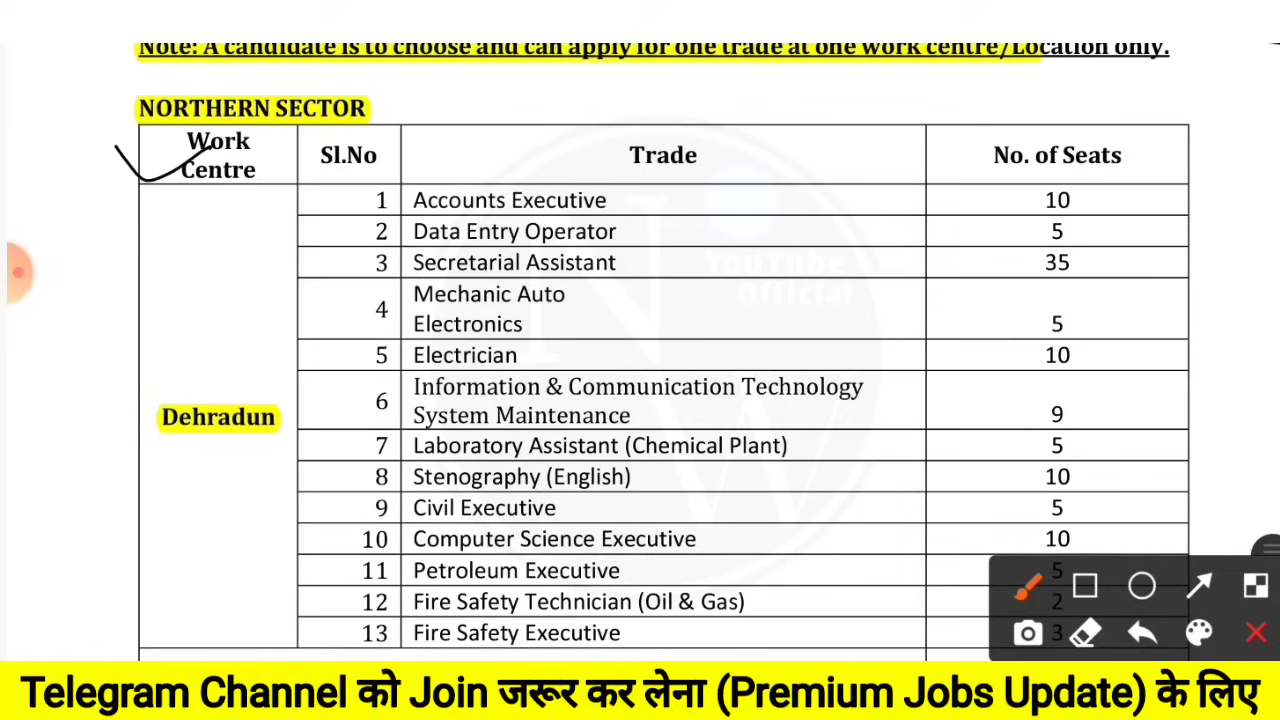 Note: A candidate is to choose and can apply for one trade at one work centre/Location only.
NORTHERN SECTOR
Work Centre Sl.No Trade No. of Seats
1 Accounts Executive 10
2 Data Entry Operator 5
3 Secretarial Assistant 35
YouTube
Official
4 Mechanic Auto
Electronics 5
5 Electrician 10
6 Information & Communication Technology
System Maintenance 9
Dehradun
7 Laboratory Assistant (Chemical Plant) 5
8 Stenography (English) 10
9 Civil Executive 5
10 Computer Science Executive 10
11 Petroleum Executive 5
12 Fire Safety Technician (Oil & Gas) 2
13 Fire Safety Executive 3
Telegram Channel को Join जरूर कर लेना (Premium Jobs Update) के लिए